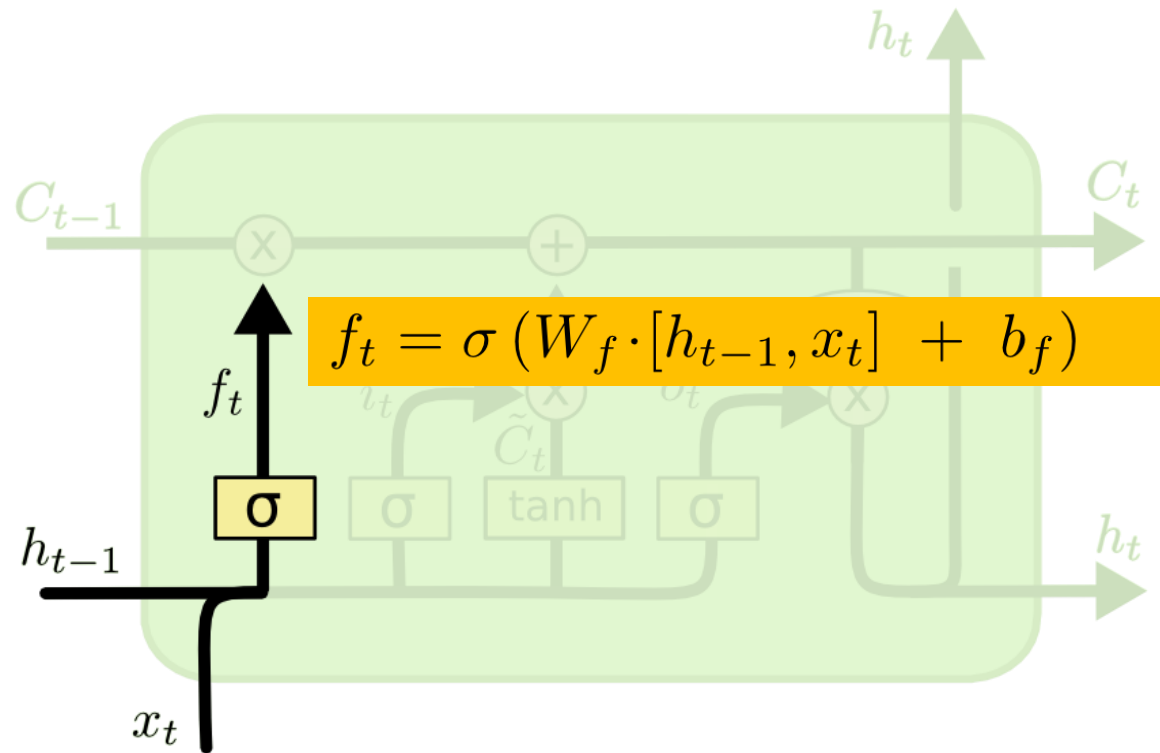 h_t
C_{t-1}
C_t
x
+
f_t = σ (W_f · [h_{t-1}, x_t] + b_f)
f_t
i_t
x
o_t
x
C̃_t
σ
σ
tanh
σ
h_{t-1}
h_t
x_t